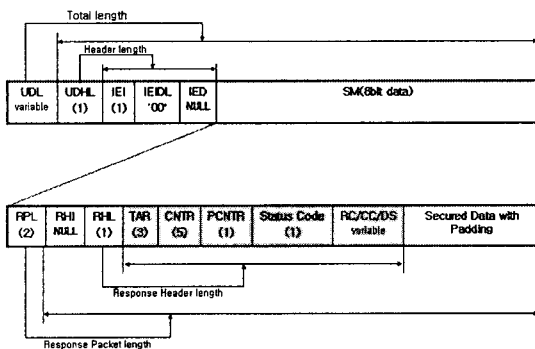 Total length
Header length
UDL variable
UDHL (1)
IEI (1)
IEIDL '00'
IED NULL
SM(8bit data)
RPL (2)
RHI NULL
RHL (1)
TAR (3)
CNTR (5)
PCNTR (1)
Status Code (1)
RC/CC/DS variable
Secured Data with Padding
Response Header length
Response Packet length